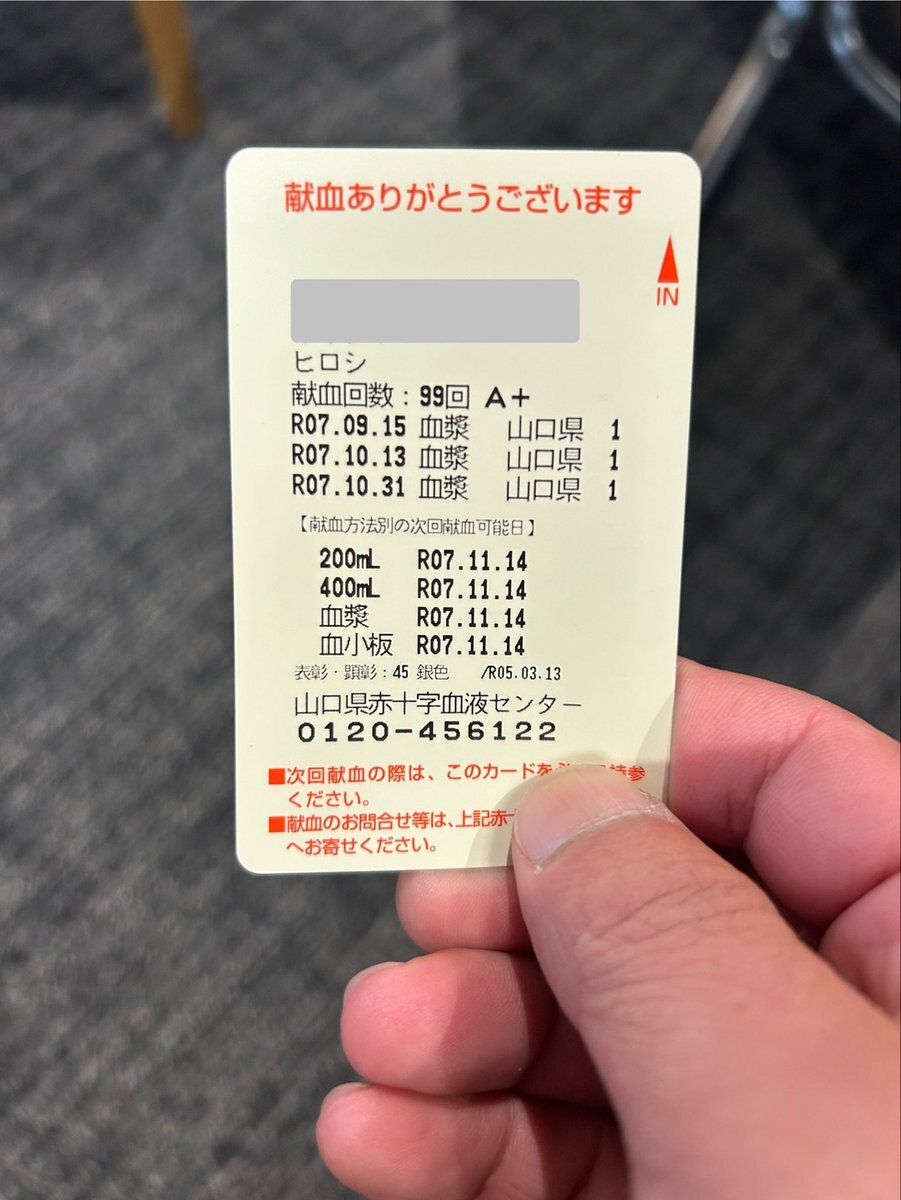 献血ありがとうございます
IN
ヒロシ
献血回数：99回 A+
R07.09.15 血漿 山口県 1
R07.10.13 血漿 山口県 1
R07.10.31 血漿 山口県 1
【献血方法別の次回献血可能日】
200mL R07.11.14
400mL R07.11.14
血漿 R07.11.14
血小板 R07.11.14
表彰・顕彰：45 銀色 /R05.03.13
山口県赤十字血液センター
0120-456122
■次回献血の際は、このカードを 持参
ください。
■献血のお問合せ等は、上記赤
へお寄せください。